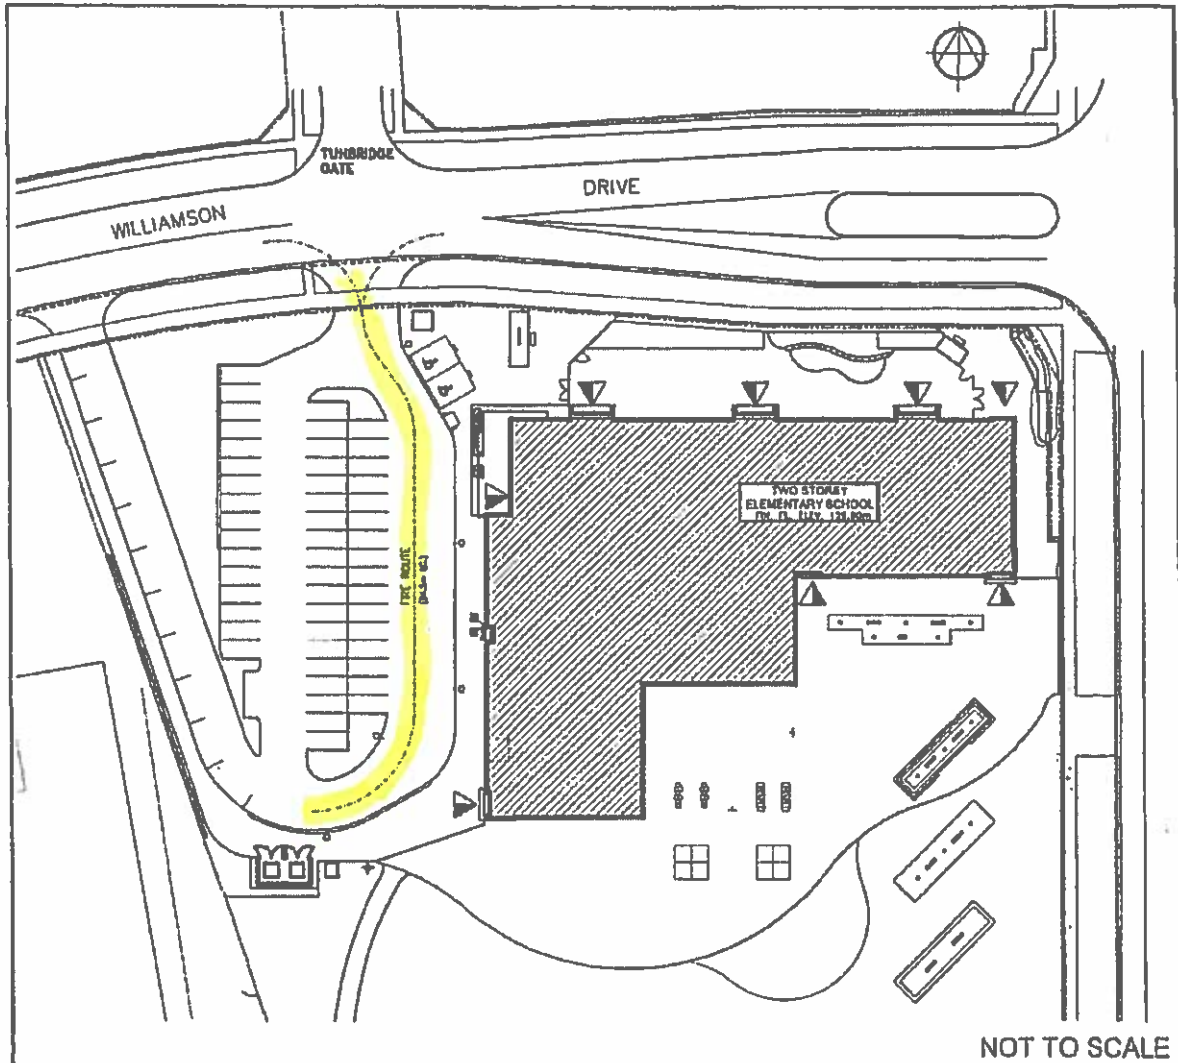 TUNBRIDGE
GATE
DRIVE
WILLIAMSON
TWO STOREY
ELEMENTARY SCHOOL
FIRE ROUTE
NOT TO SCALE